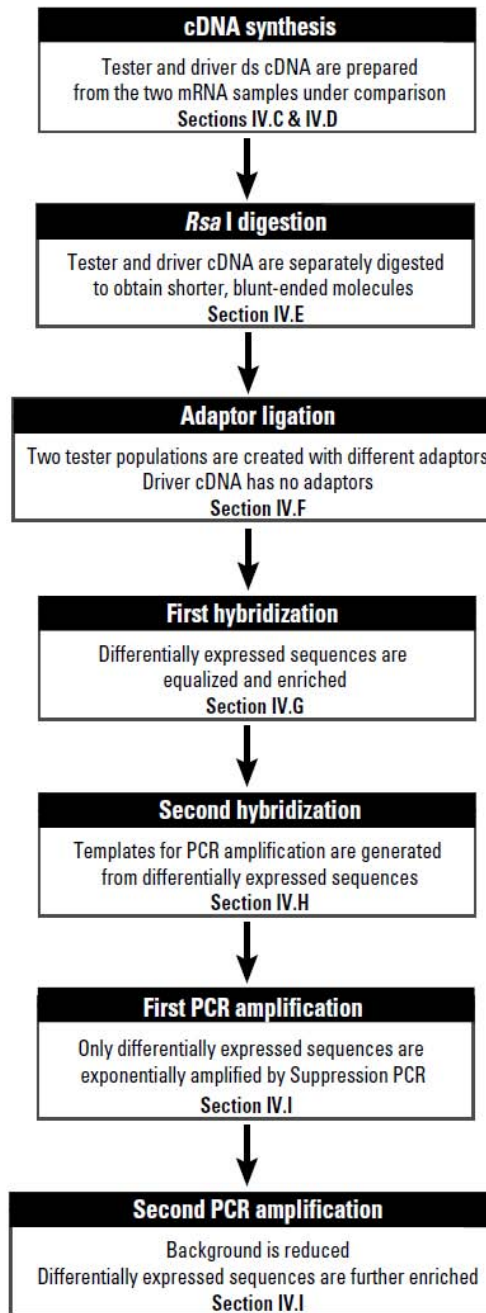 cDNA synthesis
Tester and driver ds cDNA are prepared
from the two mRNA samples under comparison
Sections IV.C & IV.D
Rsa I digestion
Tester and driver cDNA are separately digested
to obtain shorter, blunt-ended molecules
Section IV.E
Adaptor ligation
Two tester populations are created with different adaptors
Driver cDNA has no adaptors
Section IV.F
First hybridization
Differentially expressed sequences are
equalized and enriched
Section IV.G
Second hybridization
Templates for PCR amplification are generated
from differentially expressed sequences
Section IV.H
First PCR amplification
Only differentially expressed sequences are
exponentially amplified by Suppression PCR
Section IV.I
Second PCR amplification
Background is reduced
Differentially expressed sequences are further enriched
Section IV.I